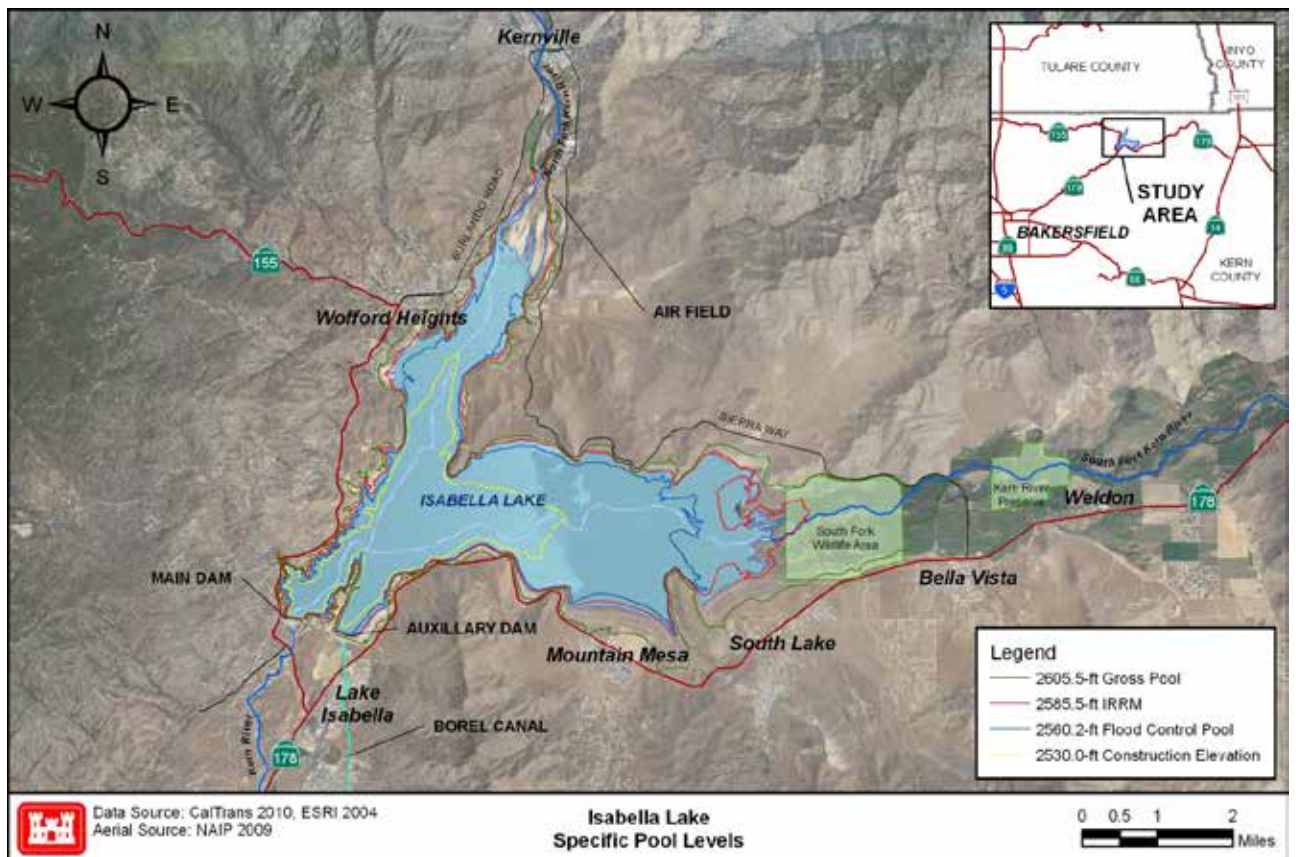 N
W
E
S
Kernville
North Fork Kern River
BURLANDO ROAD
155
Wofford Heights
AIR FIELD
SIERRA WAY
ISABELLA LAKE
South Fork Kern River
Kern River
Preserve
Weldon
178
South Fork
Wildlife Area
Bella Vista
MAIN DAM
AUXILLARY DAM
Mountain Mesa
South Lake
Lake
Isabella
BOREL CANAL
Kern River
178
TULARE COUNTY
INYO
COUNTY
155
178
178
STUDY
AREA
BAKERSFIELD
14
KERN
COUNTY
5
Legend
2605.5-ft Gross Pool
2585.5-ft IRRM
2560.2-ft Flood Control Pool
2530.0-ft Construction Elevation
Data Source: CalTrans 2010, ESRI 2004
Aerial Source: NAIP 2009
Isabella Lake
Specific Pool Levels
0 0.5 1 2
Miles